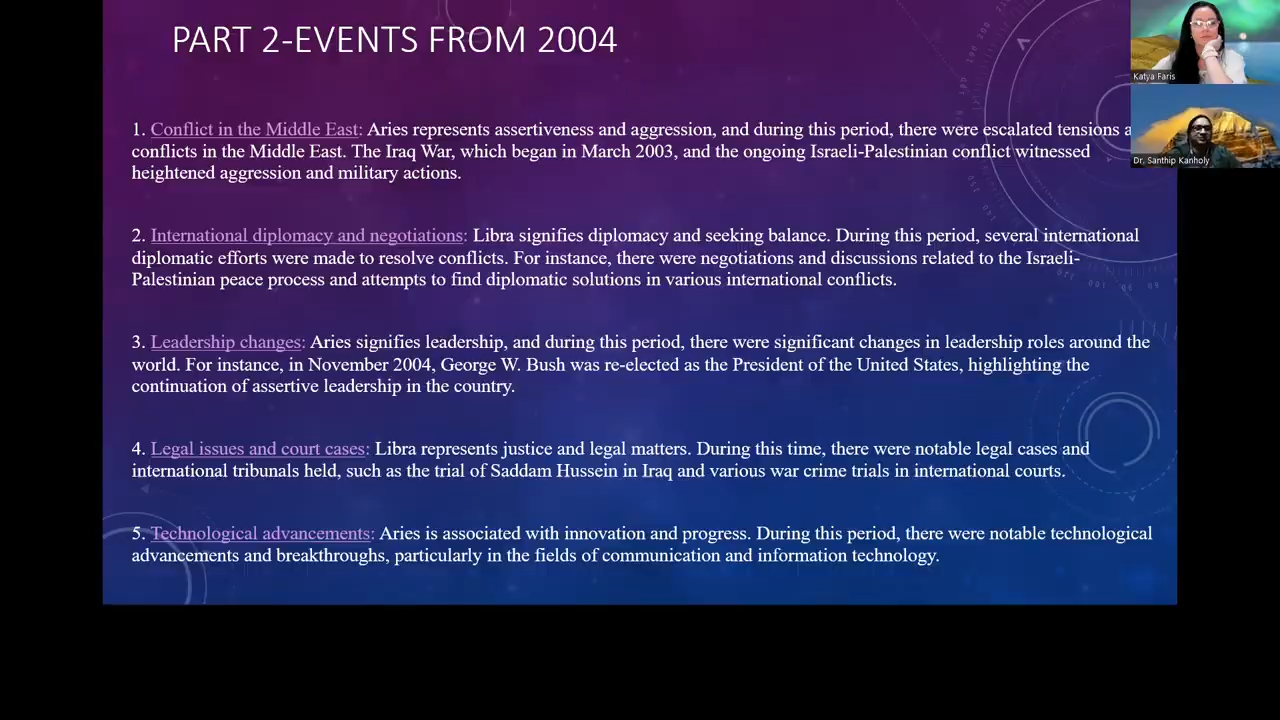 PART 2-EVENTS FROM 2004
Katya Faris
Dr. Santhip Kanholy
1. Conflict in the Middle East: Aries represents assertiveness and aggression, and during this period, there were escalated tensions a
conflicts in the Middle East. The Iraq War, which began in March 2003, and the ongoing Israeli-Palestinian conflict witnessed
heightened aggression and military actions.
2. International diplomacy and negotiations: Libra signifies diplomacy and seeking balance. During this period, several international
diplomatic efforts were made to resolve conflicts. For instance, there were negotiations and discussions related to the Israeli-
Palestinian peace process and attempts to find diplomatic solutions in various international conflicts.
3. Leadership changes: Aries signifies leadership, and during this period, there were significant changes in leadership roles around the
world. For instance, in November 2004, George W. Bush was re-elected as the President of the United States, highlighting the
continuation of assertive leadership in the country.
4. Legal issues and court cases: Libra represents justice and legal matters. During this time, there were notable legal cases and
international tribunals held, such as the trial of Saddam Hussein in Iraq and various war crime trials in international courts.
5. Technological advancements: Aries is associated with innovation and progress. During this period, there were notable technological
advancements and breakthroughs, particularly in the fields of communication and information technology.